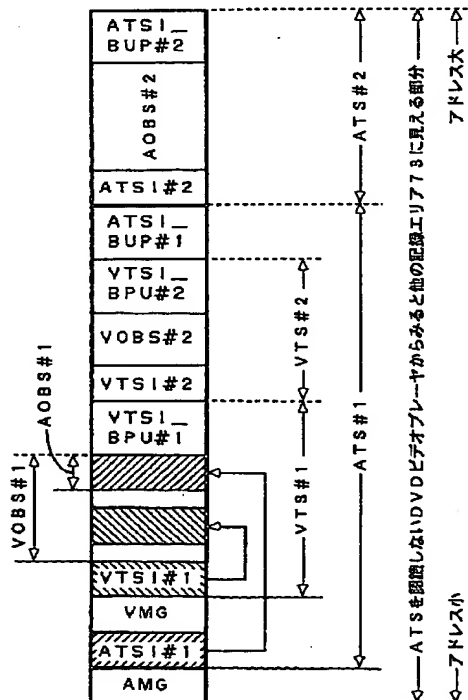 ATSI_
BUP#2
AOBS#2
ATSI#2
ATSI_
BUP#1
VTSI_
BPU#2
VOBS#2
VTSI#2
VTSI_
BPU#1
VTSI#1
VMG
ATSI#1
AMG
VOBS#1
AOBS#1
VTS#2
VTS#1
ATS#2
ATS#1
ATSを認識しないDVDビデオプレーヤからみると他の記録エリア73に見える部分
アドレス大
アドレス小